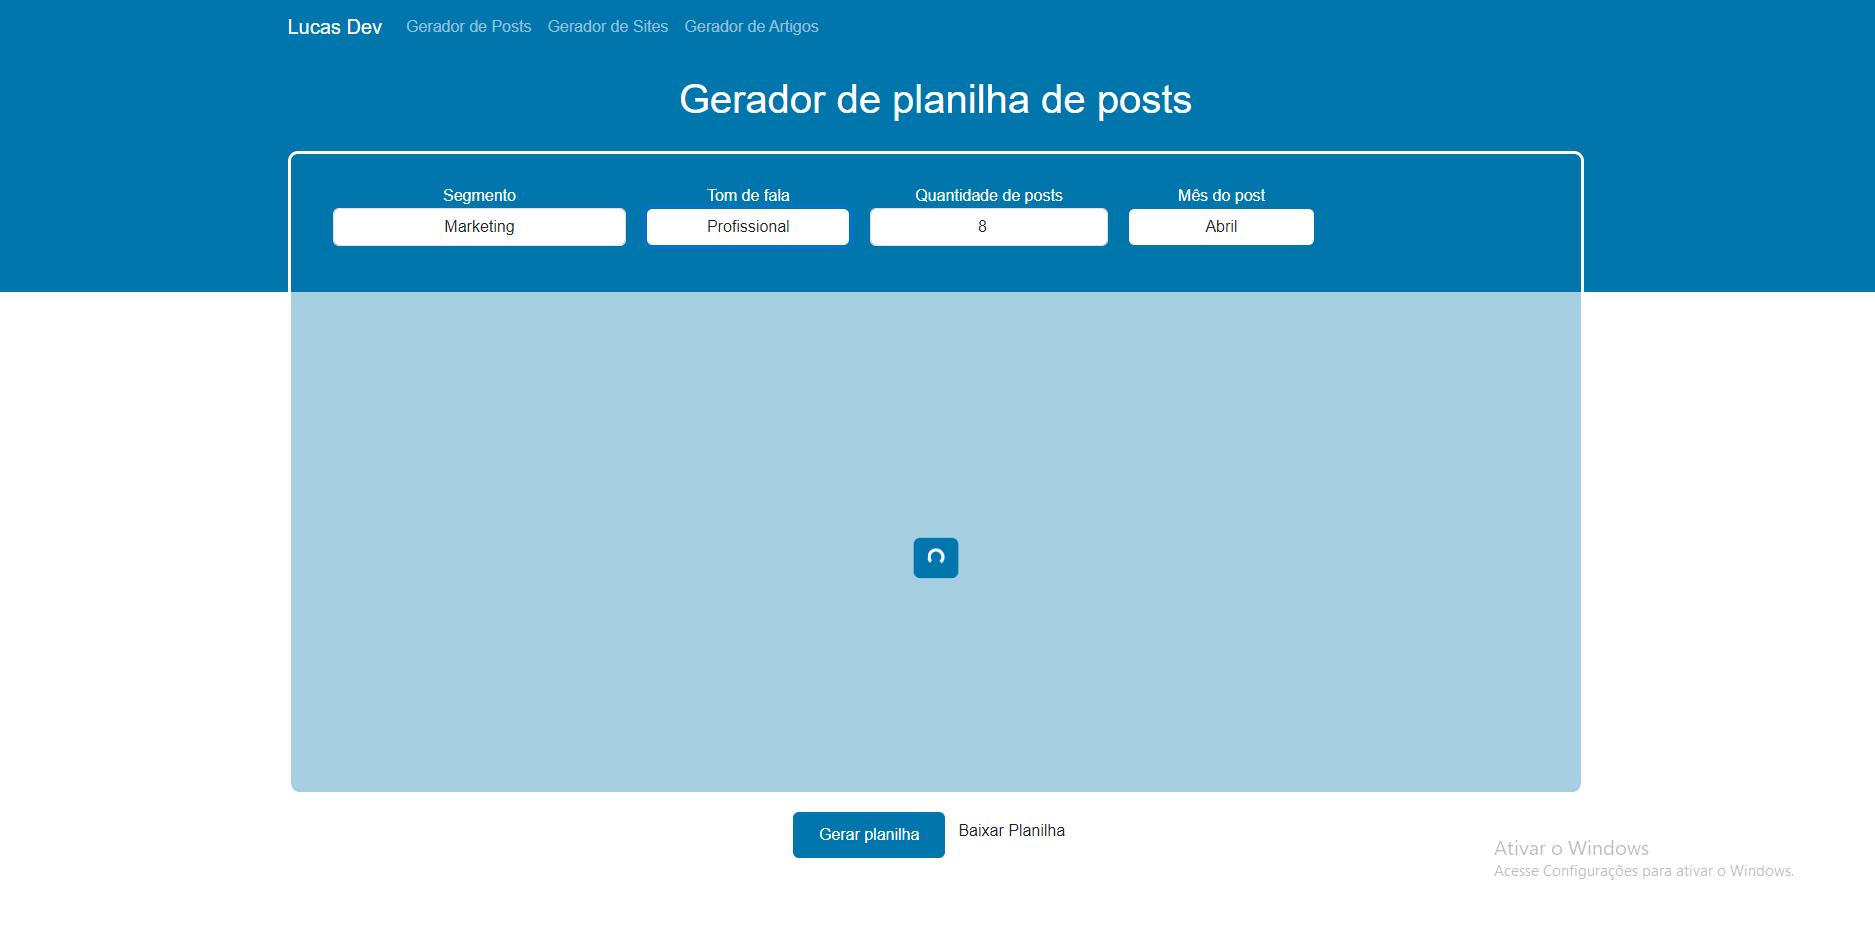 Lucas Dev Gerador de Posts Gerador de Sites Gerador de Artigos
Gerador de planilha de posts
Segmento Tom de fala Quantidade de posts Mês do post
Marketing Profissional 8 Abril
Gerar planilha Baixar Planilha
Ativar o Windows
Acesse Configurações para ativar o Windows.